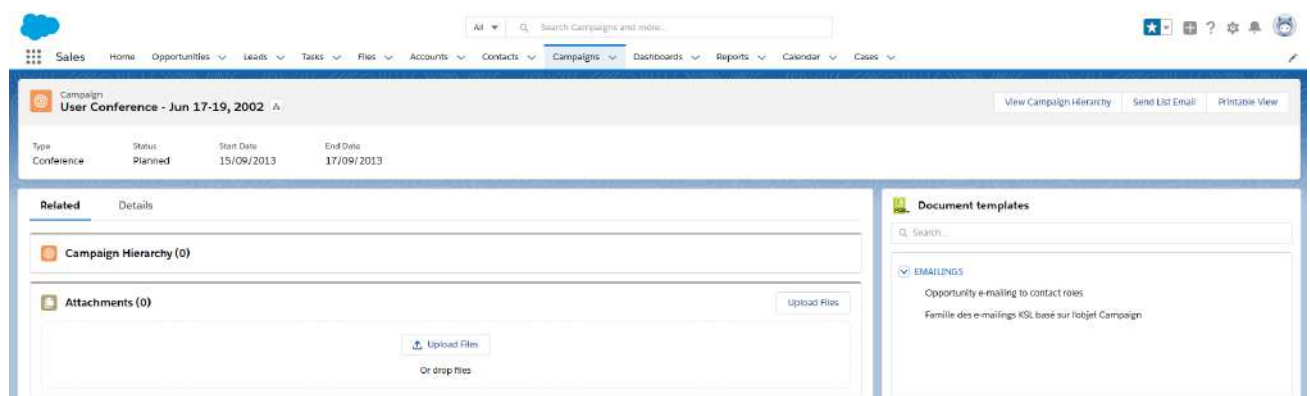 All Search Campaigns and more...
Sales Home Opportunities Leads Tasks Files Accounts Contacts Campaigns Dashboards Reports Calendar Cases
Campaign
User Conference - Jun 17-19, 2002
View Campaign Hierarchy Send List Email Printable View
Type Status Start Date End Date
Conference Planned 15/09/2013 17/09/2013
Related Details
Document templates
Search...
Campaign Hierarchy (0)
EMAILINGS
Opportunity e-mailing to contact roles
Famille des e-mailings KSL basé sur l'objet Campaign
Attachments (0) Upload Files
Upload Files
Or drop files